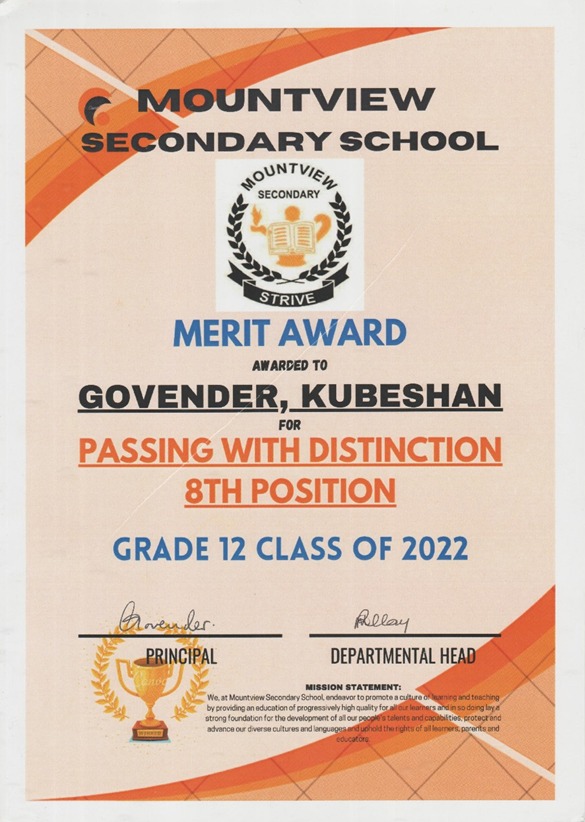 MOUNTVIEW
SECONDARY SCHOOL
MOUNTVIEW
SECONDARY
STRIVE
MERIT AWARD
AWARDED TO
GOVENDER, KUBESHAN
FOR
PASSING WITH DISTINCTION
8TH POSITION
GRADE 12 CLASS OF 2022
Govender.
Pillay
PRINCIPAL
DEPARTMENTAL HEAD
MISSION STATEMENT:
We, at Mountview Secondary School, endeavor to promote a culture of learning and teaching
by providing an education of progressively high quality for all our learners and in so doing lay a
strong foundation for the development of all our people's talents and capabilities, protect and
advance our diverse cultures and languages and uphold the rights of all learners, parents and
educators.
WINNER